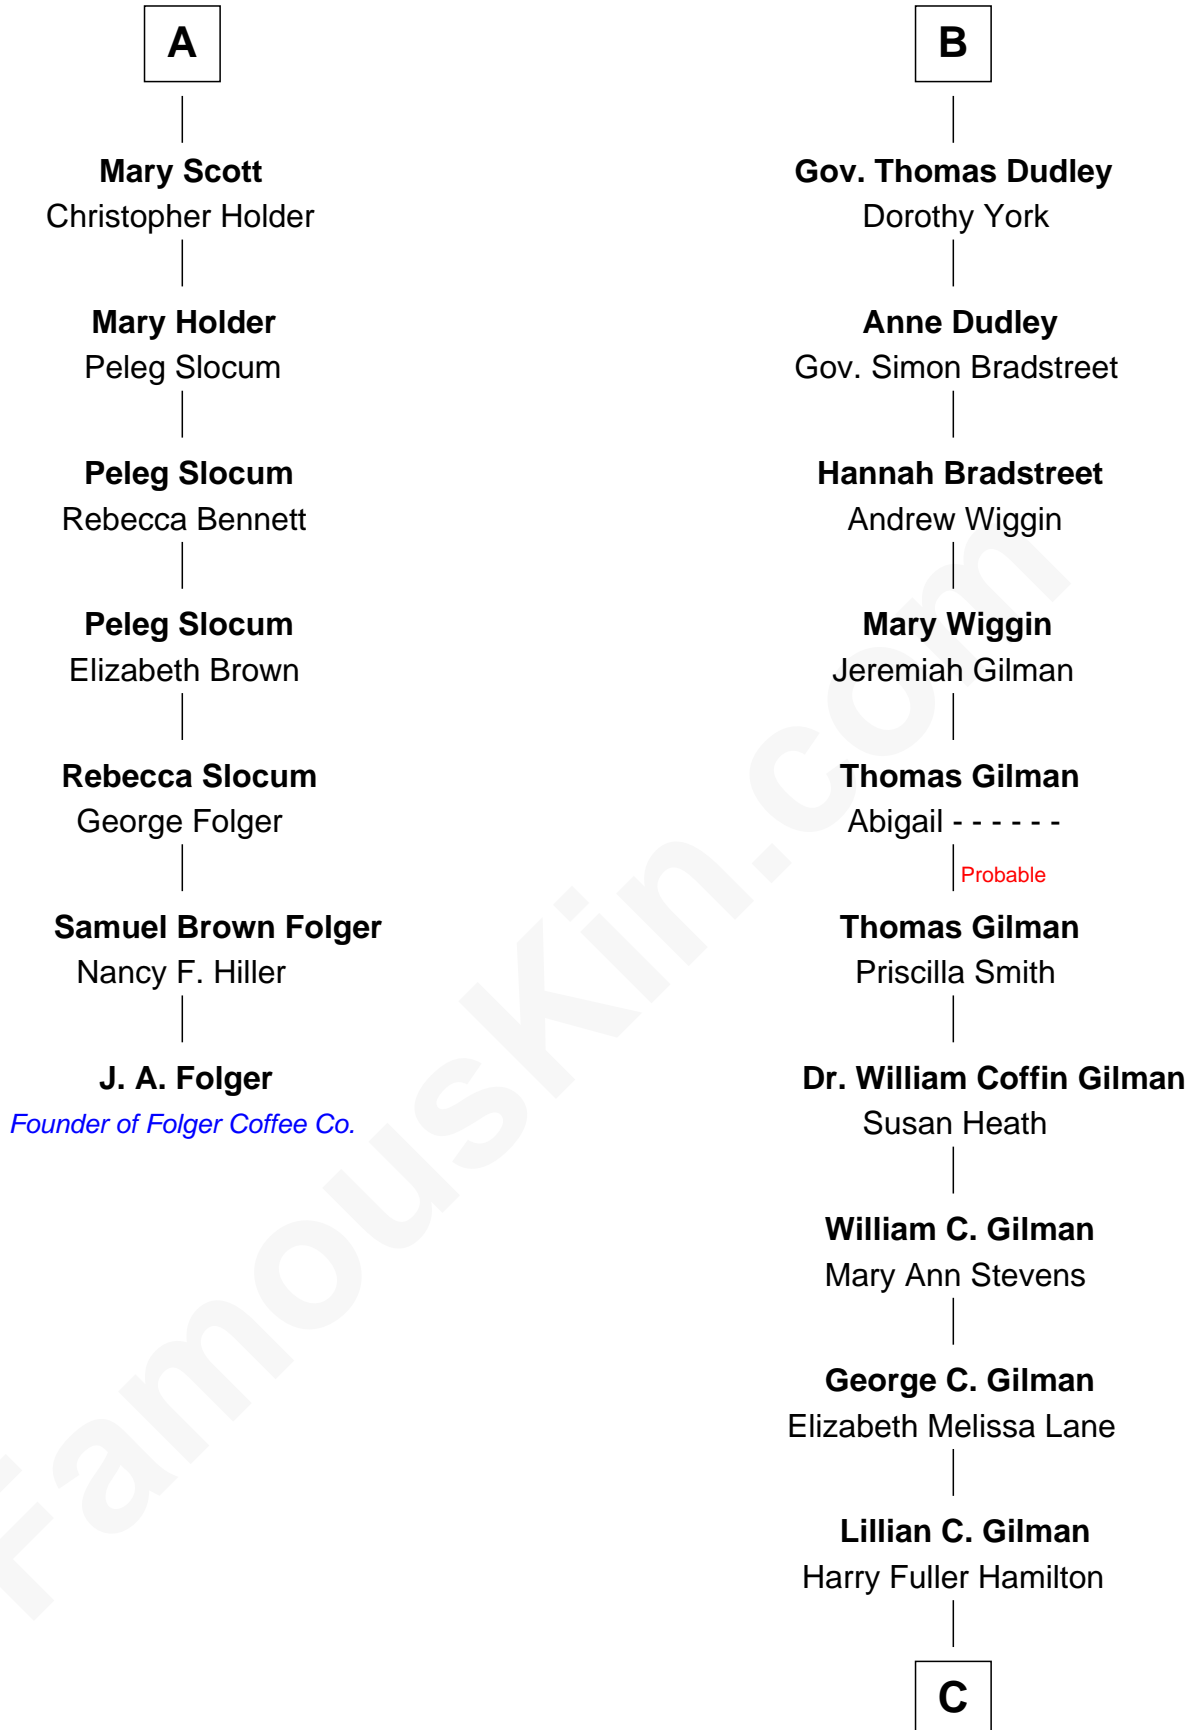 A
Mary Scott
Christopher Holder
Mary Holder
Peleg Slocum
Peleg Slocum
Rebecca Bennett
Peleg Slocum
Elizabeth Brown
Rebecca Slocum
George Folger
Samuel Brown Folger
Nancy F. Hiller
J. A. Folger
Founder of Folger Coffee Co.
B
Gov. Thomas Dudley
Dorothy York
Anne Dudley
Gov. Simon Bradstreet
Hannah Bradstreet
Andrew Wiggin
Mary Wiggin
Jeremiah Gilman
Thomas Gilman
Abigail - - - - - -
Probable
Thomas Gilman
Priscilla Smith
Dr. William Coffin Gilman
Susan Heath
William C. Gilman
Mary Ann Stevens
George C. Gilman
Elizabeth Melissa Lane
Lillian C. Gilman
Harry Fuller Hamilton
C
FamousKin.com